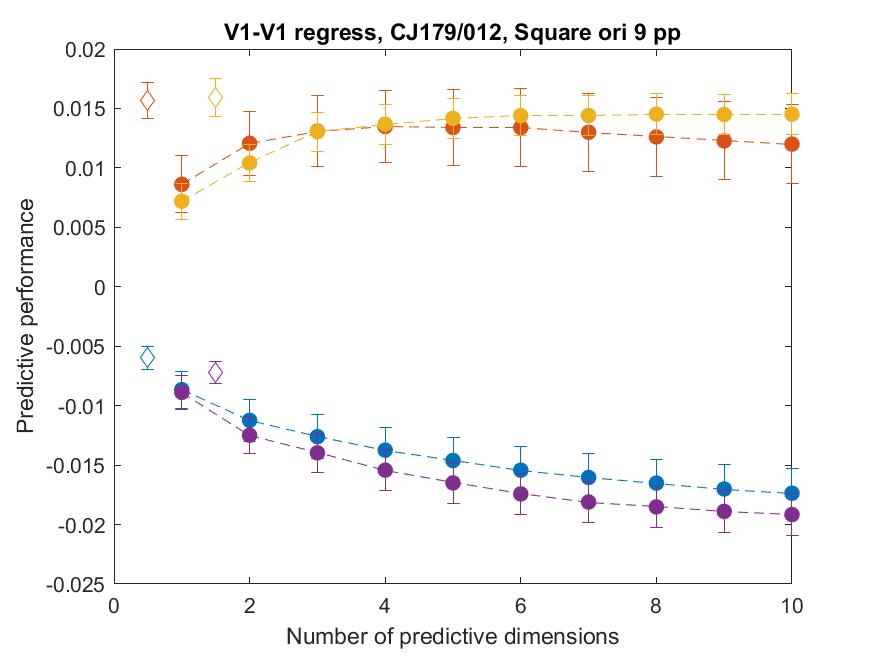 V1-V1 regress, CJ179/012, Square ori 9 pp
0.02
0.015
0.01
0.005
0
-0.005
-0.01
-0.015
-0.02
-0.025
Predictive performance
0 2 4 6 8 10
Number of predictive dimensions